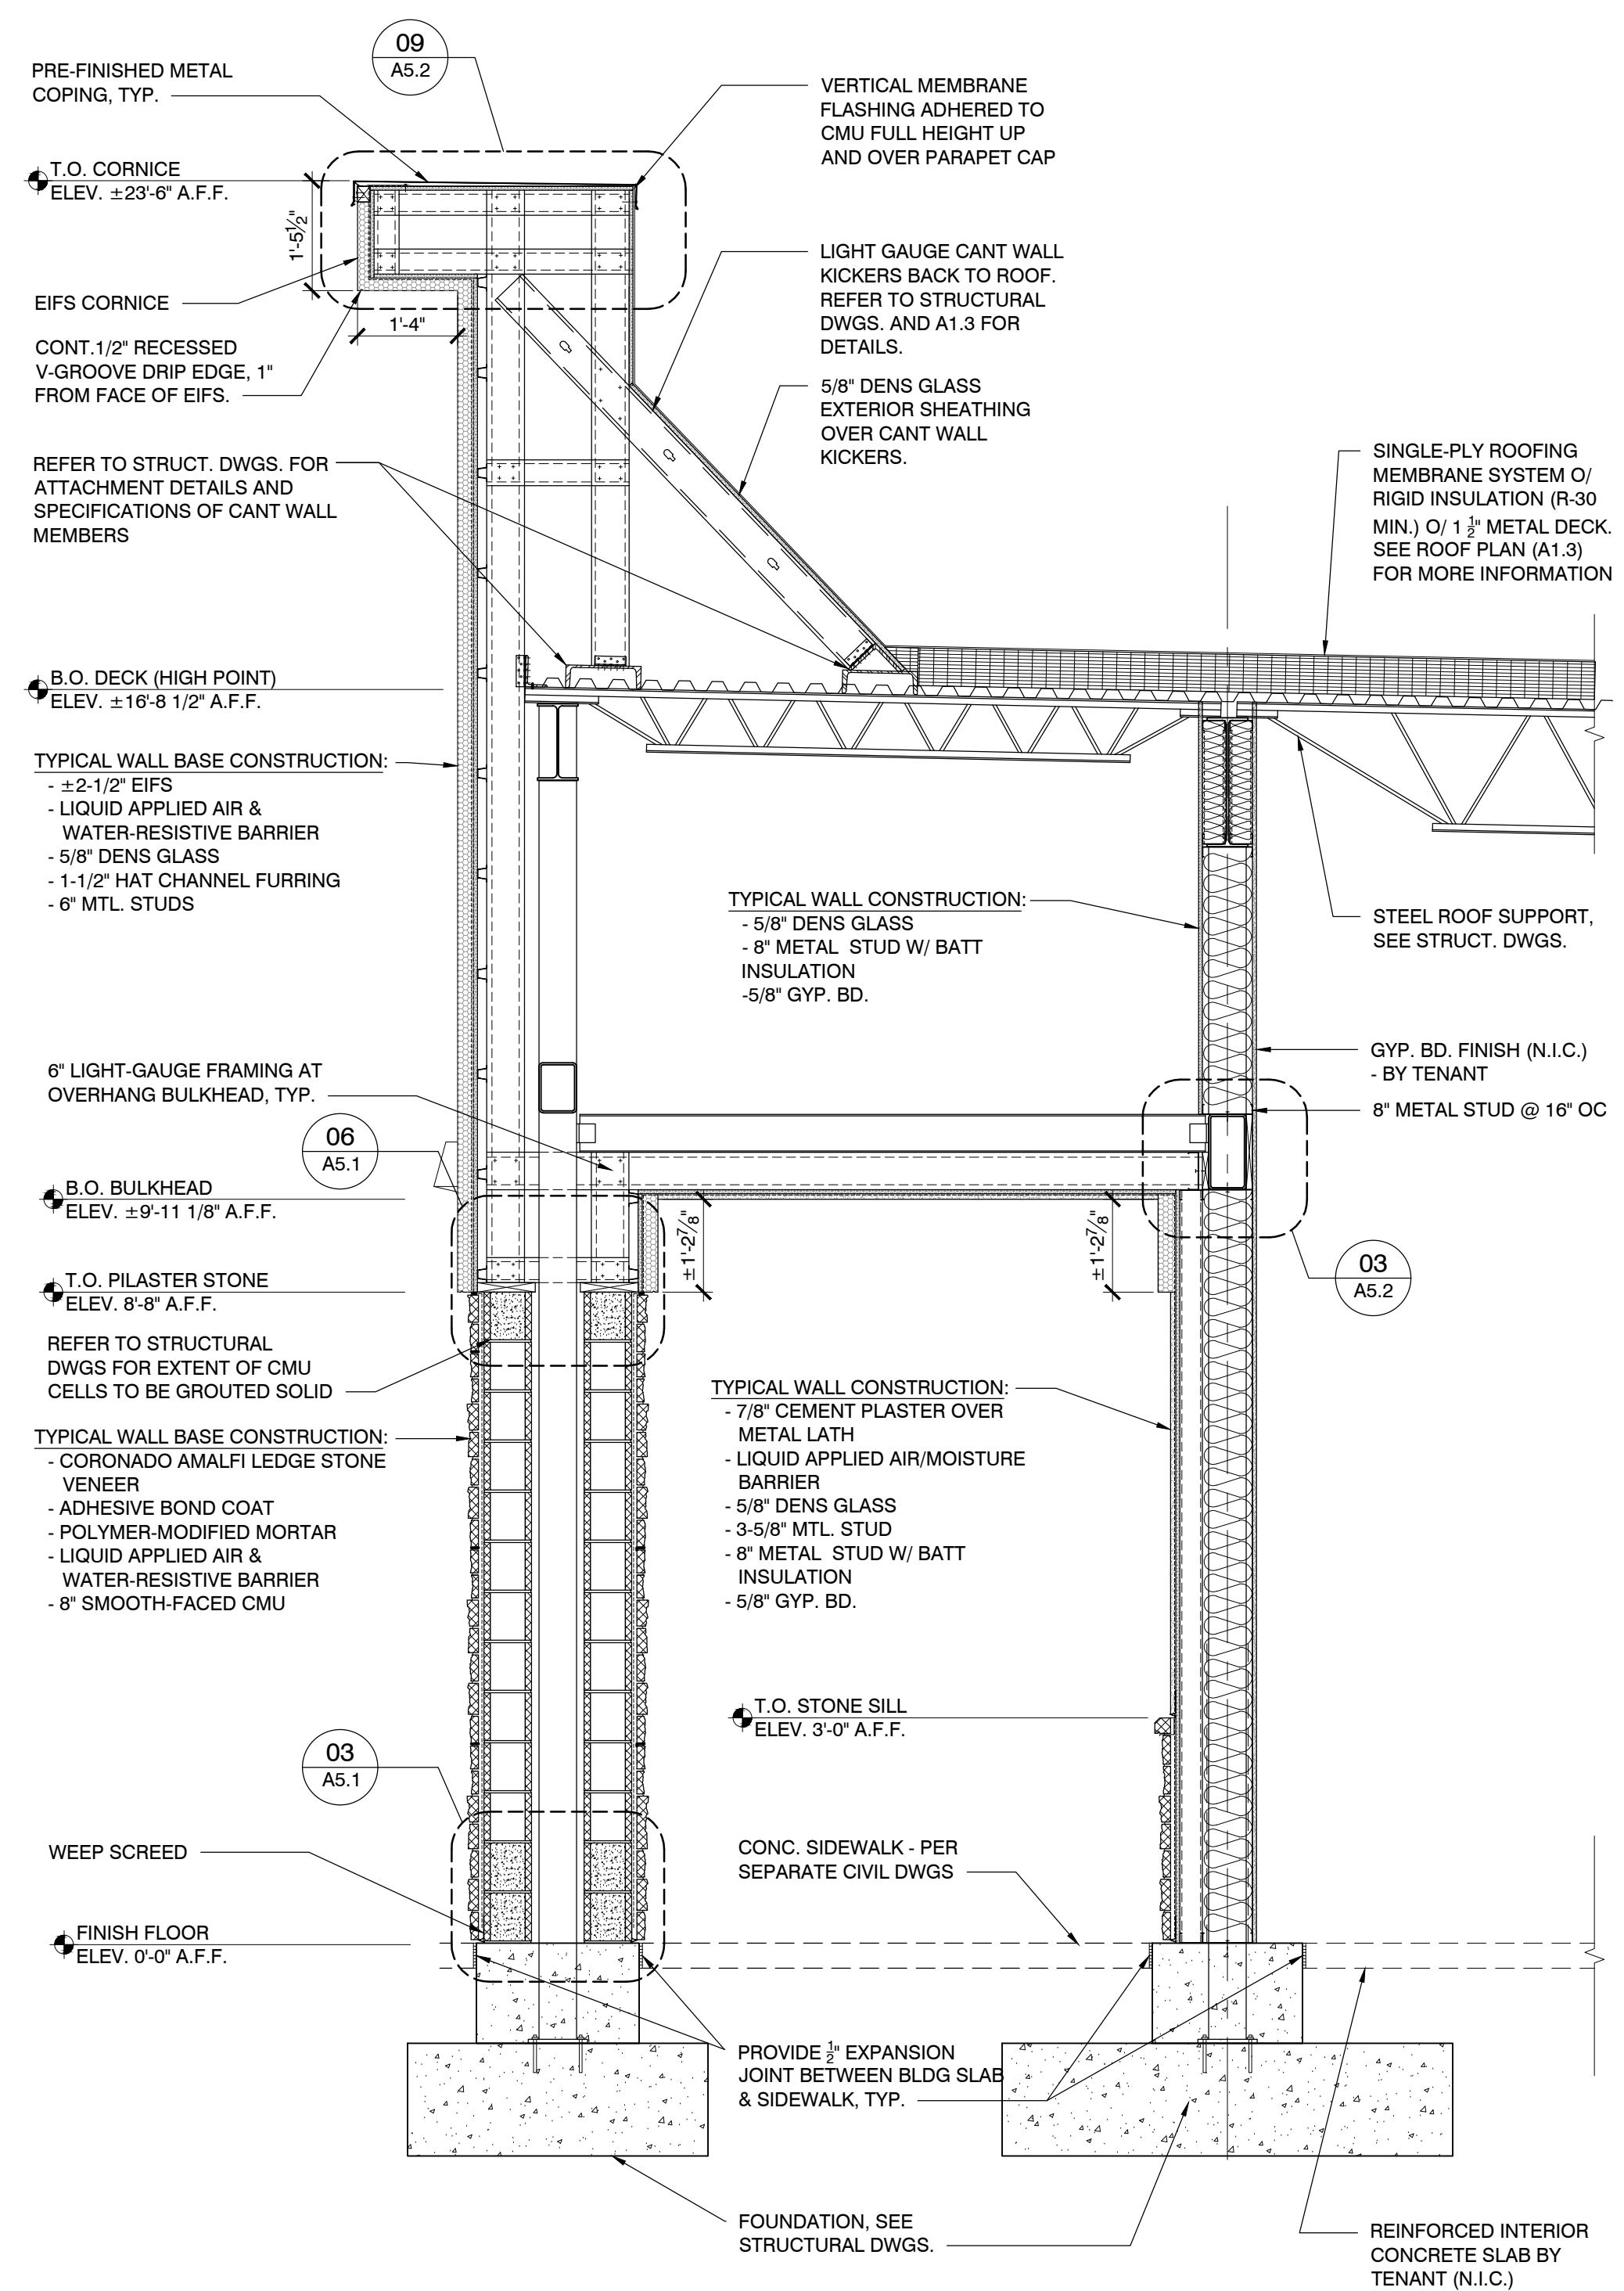 09
A5.2
PRE-FINISHED METAL
COPING, TYP.
VERTICAL MEMBRANE
FLASHING ADHERED TO
CMU FULL HEIGHT UP
AND OVER PARAPET CAP
T.O. CORNICE
ELEV. ±23'-6" A.F.F.
1'-5½"
LIGHT GAUGE CANT WALL
KICKERS BACK TO ROOF.
REFER TO STRUCTURAL
DWGS. AND A1.3 FOR
DETAILS.
EIFS CORNICE
1'-4"
CONT.1/2" RECESSED
V-GROOVE DRIP EDGE, 1"
FROM FACE OF EIFS.
5/8" DENS GLASS
EXTERIOR SHEATHING
OVER CANT WALL
KICKERS.
REFER TO STRUCT. DWGS. FOR
ATTACHMENT DETAILS AND
SPECIFICATIONS OF CANT WALL
MEMBERS
SINGLE-PLY ROOFING
MEMBRANE SYSTEM O/
RIGID INSULATION (R-30
MIN.) O/ 1 ½" METAL DECK.
SEE ROOF PLAN (A1.3)
FOR MORE INFORMATION
B.O. DECK (HIGH POINT)
ELEV. ±16'-8 1/2" A.F.F.
TYPICAL WALL BASE CONSTRUCTION:
- ±2-1/2" EIFS
- LIQUID APPLIED AIR &
WATER-RESISTIVE BARRIER
- 5/8" DENS GLASS
- 1-1/2" HAT CHANNEL FURRING
- 6" MTL. STUDS
TYPICAL WALL CONSTRUCTION:
- 5/8" DENS GLASS
- 8" METAL STUD W/ BATT
INSULATION
-5/8" GYP. BD.
STEEL ROOF SUPPORT,
SEE STRUCT. DWGS.
6" LIGHT-GAUGE FRAMING AT
OVERHANG BULKHEAD, TYP.
GYP. BD. FINISH (N.I.C.)
- BY TENANT
8" METAL STUD @ 16" OC
06
A5.1
B.O. BULKHEAD
ELEV. ±9'-11 1/8" A.F.F.
±1'-2⅞"
±1'-2⅞"
03
A5.2
T.O. PILASTER STONE
ELEV. 8'-8" A.F.F.
REFER TO STRUCTURAL
DWGS FOR EXTENT OF CMU
CELLS TO BE GROUTED SOLID
TYPICAL WALL BASE CONSTRUCTION:
- CORONADO AMALFI LEDGE STONE
VENEER
- ADHESIVE BOND COAT
- POLYMER-MODIFIED MORTAR
- LIQUID APPLIED AIR &
WATER-RESISTIVE BARRIER
- 8" SMOOTH-FACED CMU
TYPICAL WALL CONSTRUCTION:
- 7/8" CEMENT PLASTER OVER
METAL LATH
- LIQUID APPLIED AIR/MOISTURE
BARRIER
- 5/8" DENS GLASS
- 3-5/8" MTL. STUD
- 8" METAL STUD W/ BATT
INSULATION
- 5/8" GYP. BD.
T.O. STONE SILL
ELEV. 3'-0" A.F.F.
03
A5.1
WEEP SCREED
CONC. SIDEWALK - PER
SEPARATE CIVIL DWGS
FINISH FLOOR
ELEV. 0'-0" A.F.F.
PROVIDE ½" EXPANSION
JOINT BETWEEN BLDG SLAB
& SIDEWALK, TYP.
FOUNDATION, SEE
STRUCTURAL DWGS.
REINFORCED INTERIOR
CONCRETE SLAB BY
TENANT (N.I.C.)